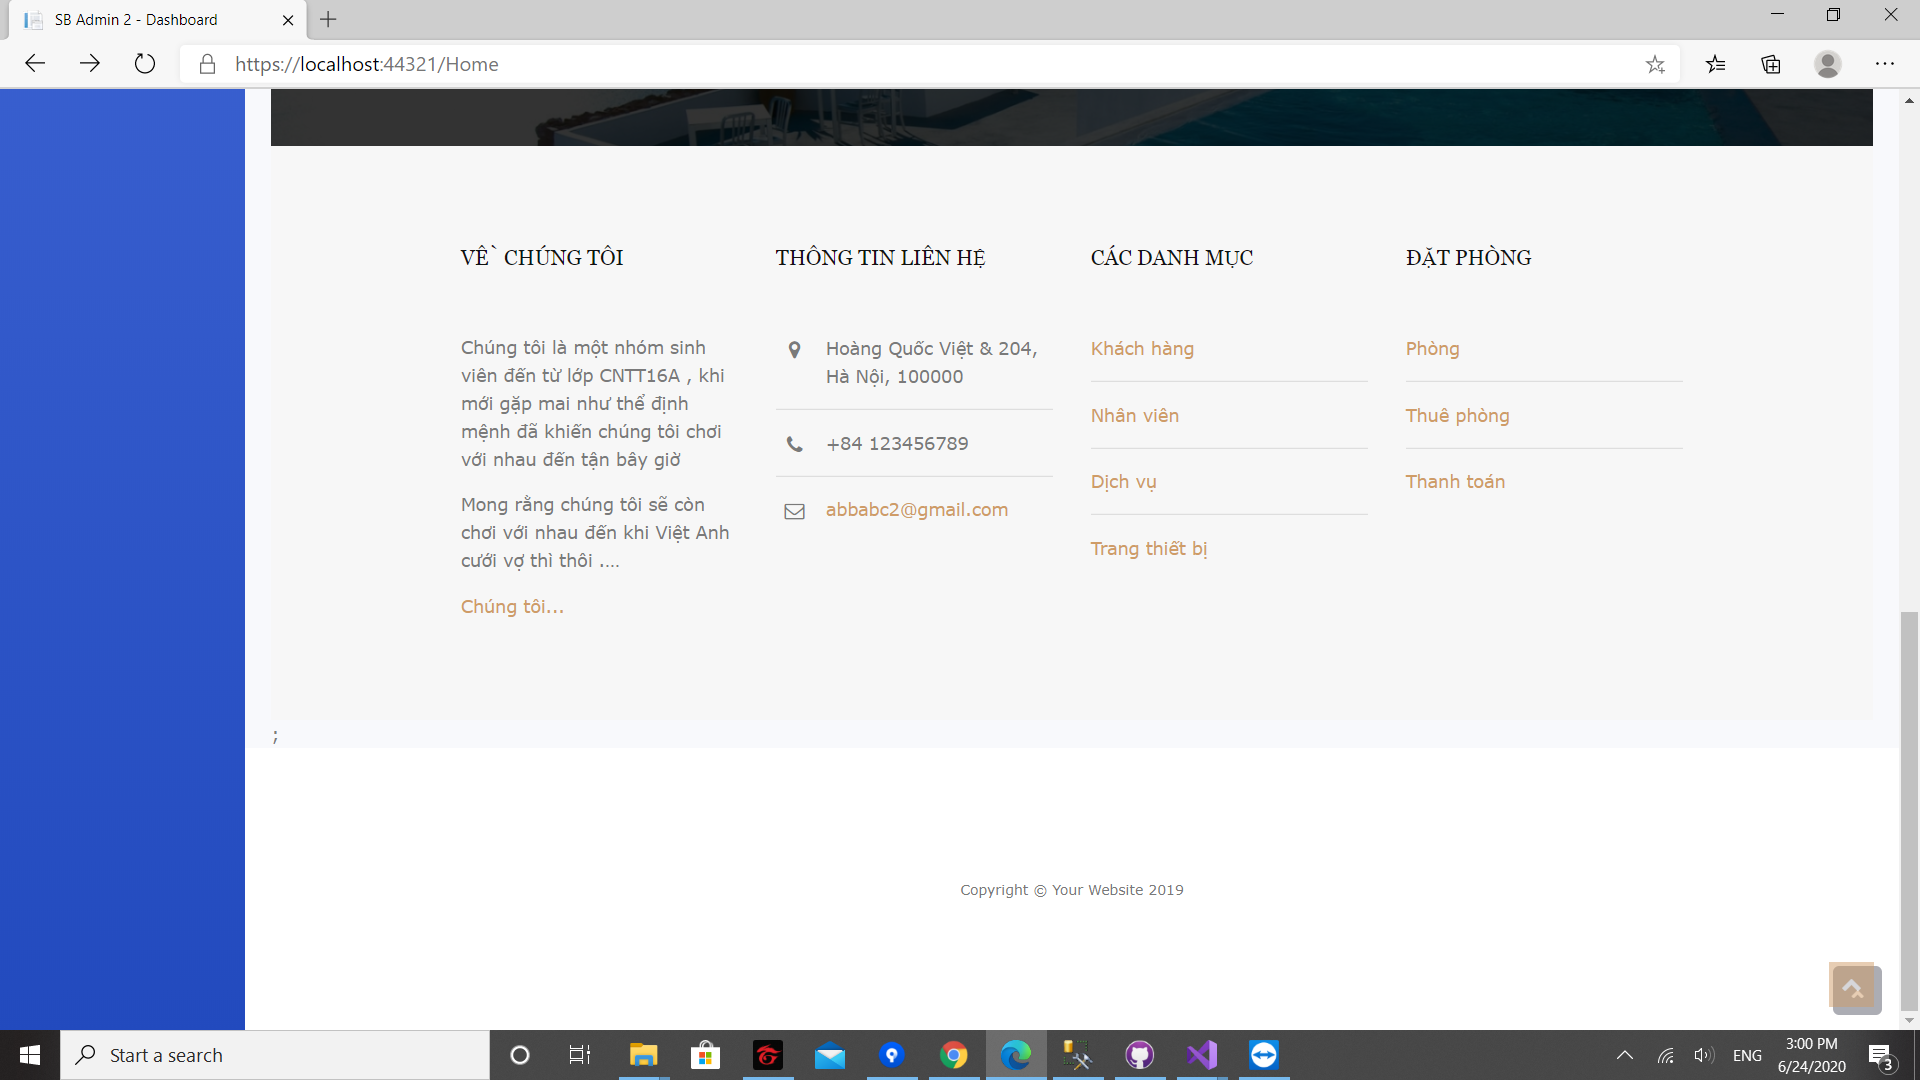 SB Admin 2 - Dashboard
https://localhost:44321/Home
VỀ CHÚNG TÔI
Chúng tôi là một nhóm sinh
viên đến từ lớp CNTT16A , khi
mới gặp mai như thể định
mệnh đã khiến chúng tôi chơi
với nhau đến tận bây giờ
Mong rằng chúng tôi sẽ còn
chơi với nhau đến khi Việt Anh
cưới vợ thì thôi ....
Chúng tôi...
THÔNG TIN LIÊN HỆ
Hoàng Quốc Việt & 204,
Hà Nội, 100000
+84 123456789
abbabc2@gmail.com
CÁC DANH MỤC
Khách hàng
Nhân viên
Dịch vụ
Trang thiết bị
ĐẶT PHÒNG
Phòng
Thuê phòng
Thanh toán
;
Copyright © Your Website 2019
Start a search
ENG
3:00 PM
6/24/2020
3